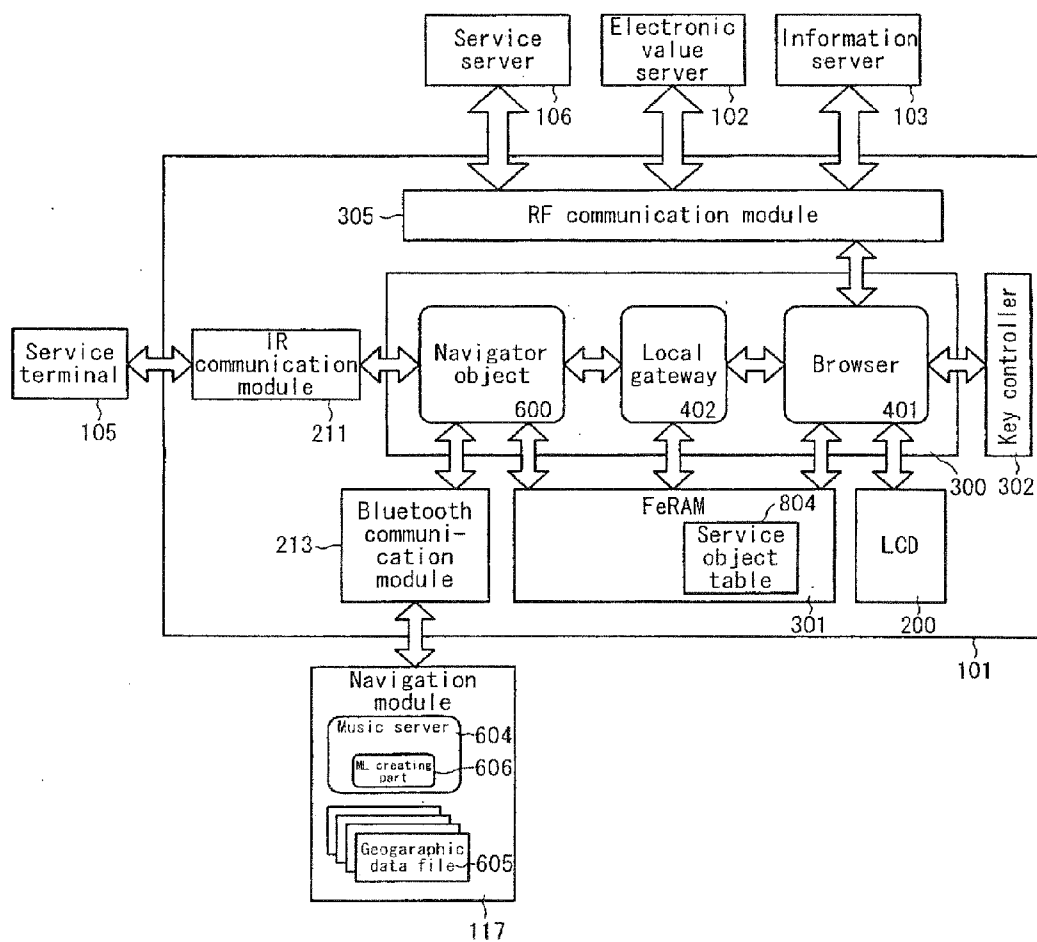 Service
server
106
Electronic
value server
102
Information
server
103
305
RF communication module
Service
terminal
105
IR
communication
module
211
Navigator
object
600
Local
gateway
402
Browser
401
Key controller
302
300
213
Bluetooth
communi-
cation
module
FeRAM
804
Service
object
table
301
LCD
200
101
Navigation
module
Music server
604
ML creating
part
606
Geogaraphic
data file
605
117